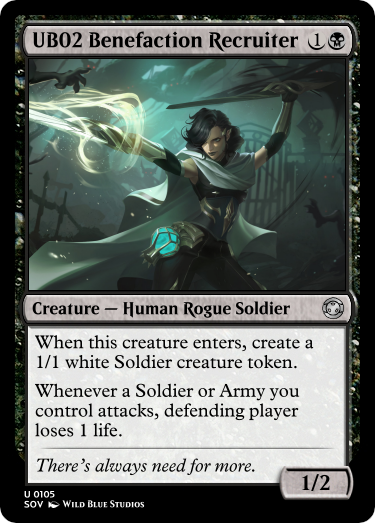 UB02 Benefaction Recruiter 1
Creature — Human Rogue Soldier
When this creature enters, create a
1/1 white Soldier creature token.
Whenever a Soldier or Army you
control attacks, defending player
loses 1 life.
There's always need for more.
1/2
U 0105
SOV Wild Blue Studios